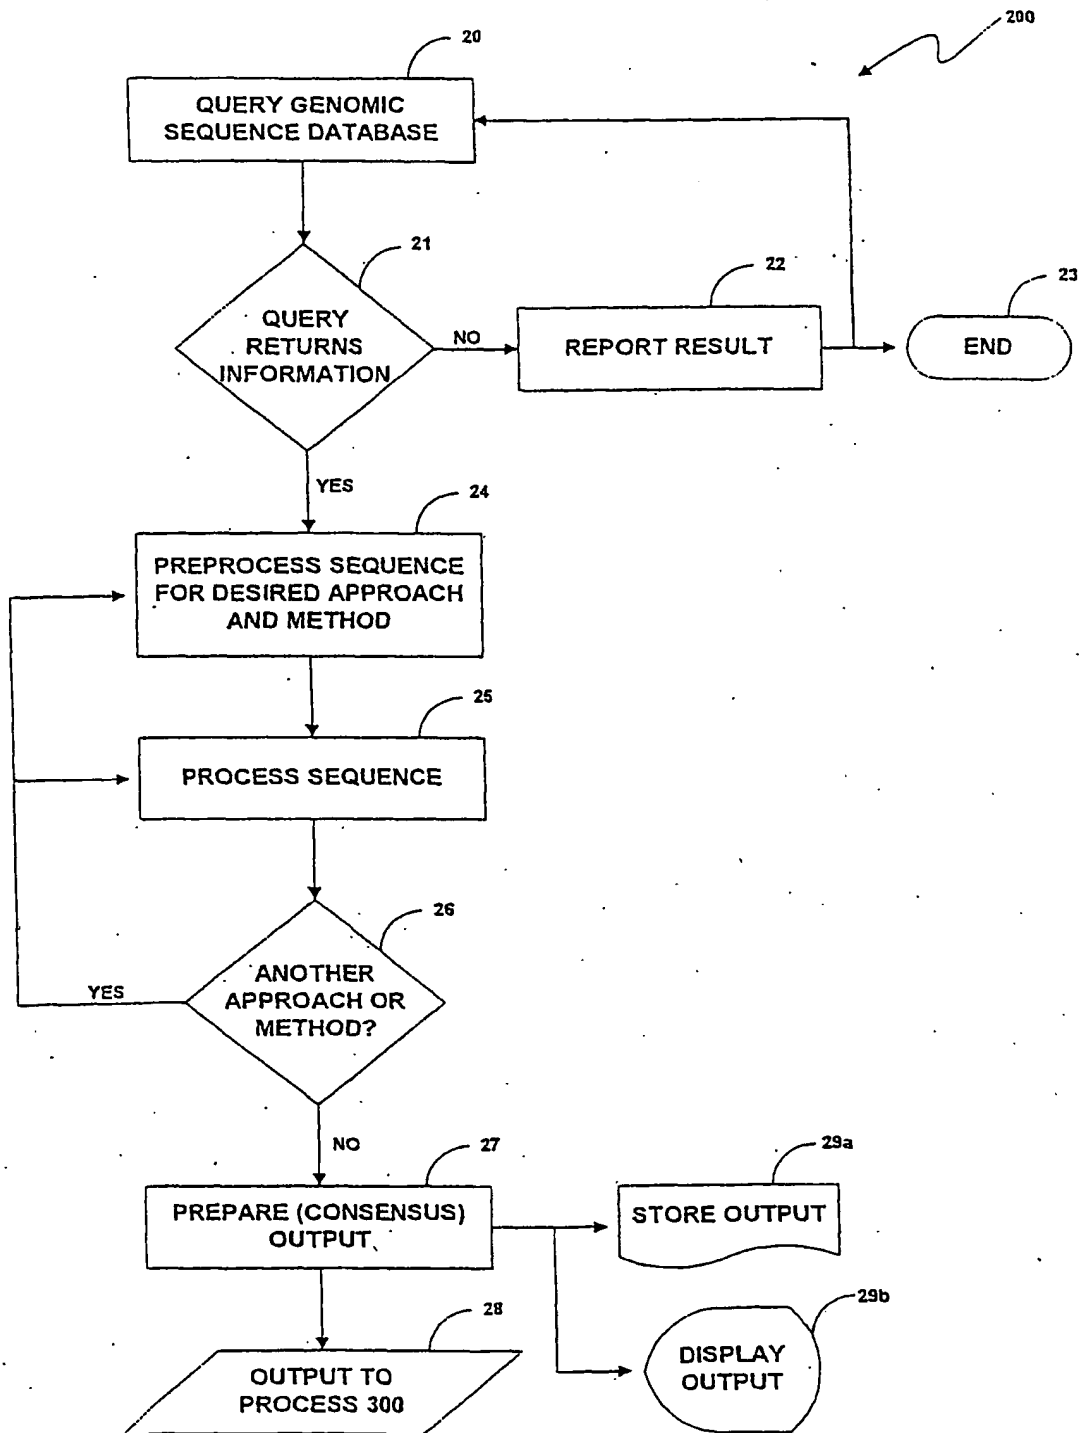 200
20
QUERY GENOMIC
SEQUENCE DATABASE
21
QUERY
RETURNS
INFORMATION
NO
22
REPORT RESULT
23
END
YES
24
PREPROCESS SEQUENCE
FOR DESIRED APPROACH
AND METHOD
25
PROCESS SEQUENCE
26
ANOTHER
APPROACH OR
METHOD?
YES
NO
27
PREPARE (CONSENSUS)
OUTPUT
29a
STORE OUTPUT
29b
DISPLAY
OUTPUT
28
OUTPUT TO
PROCESS 300